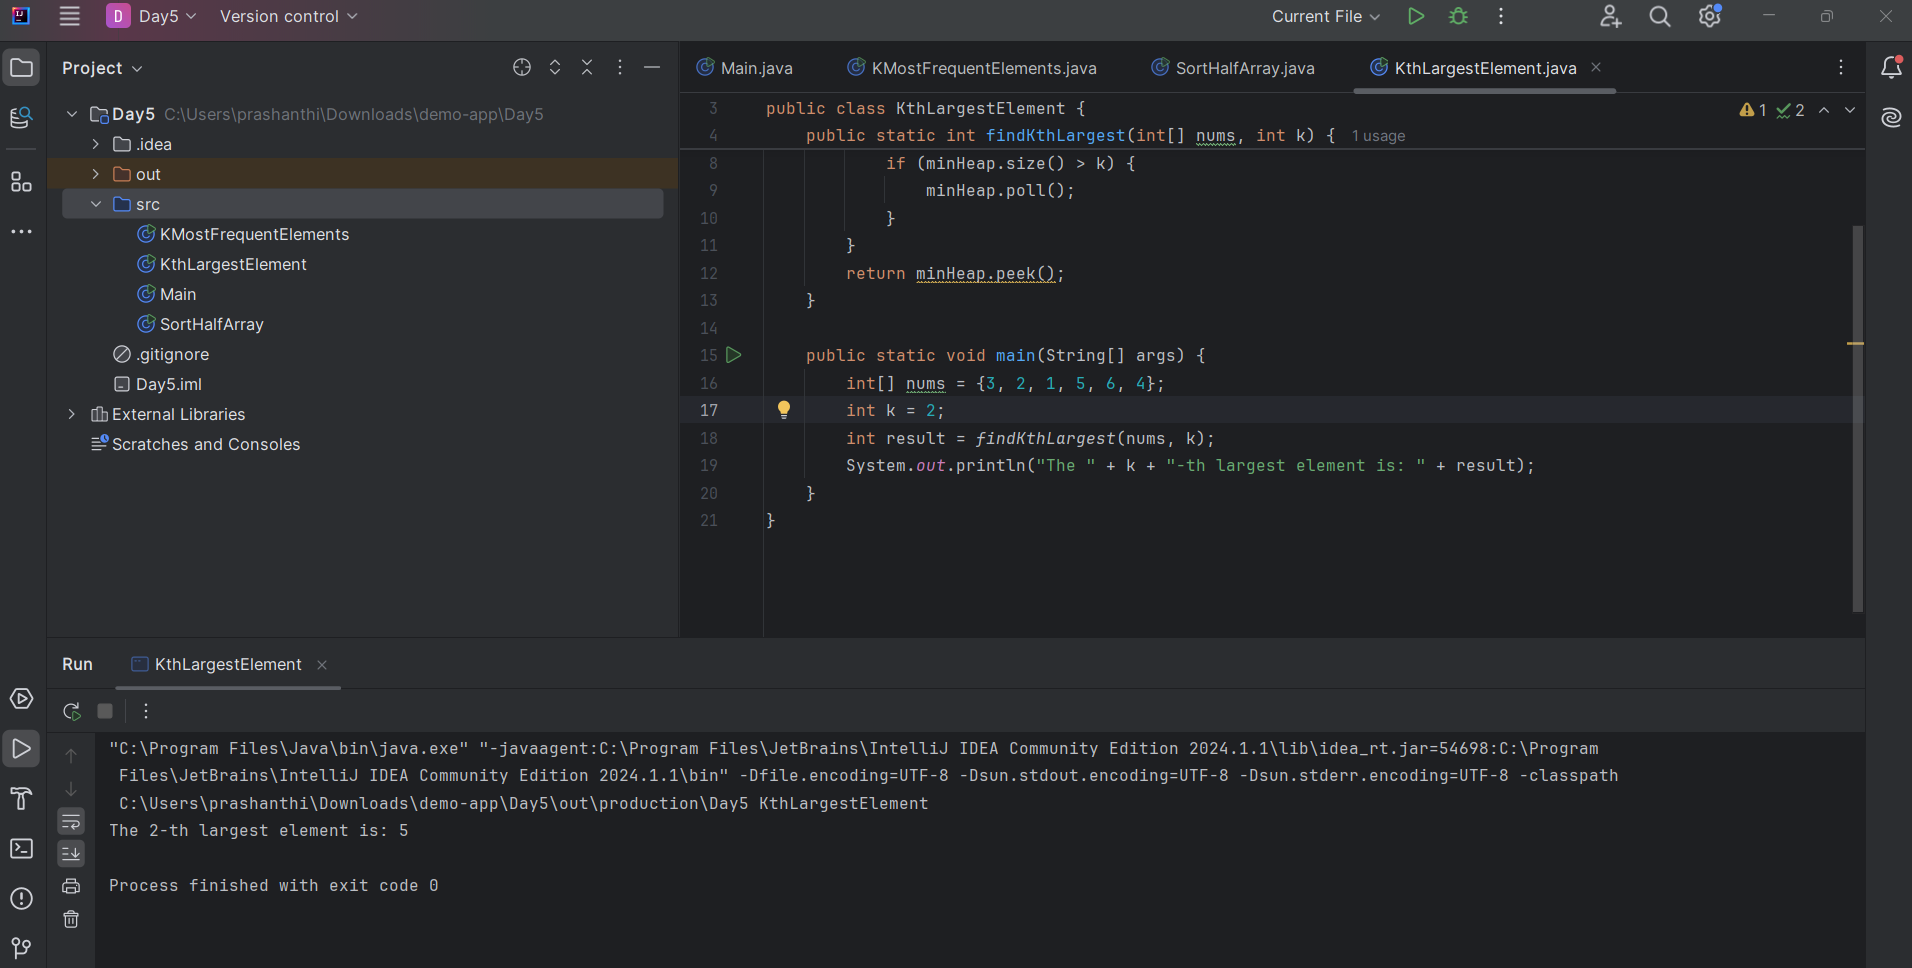 D Day5 Version control Current File
Project
Day5 C:\Users\prashanthi\Downloads\demo-app\Day5
.idea
out
src
KMostFrequentElements
KthLargestElement
Main
SortHalfArray
.gitignore
Day5.iml
External Libraries
Scratches and Consoles
Main.java KMostFrequentElements.java SortHalfArray.java KthLargestElement.java
3 public class KthLargestElement {
4 public static int findKthLargest(int[] nums, int k) { 1 usage
1 2
8 if (minHeap.size() > k) {
9 minHeap.poll();
10 }
11 }
12 return minHeap.peek();
13 }
14
15 public static void main(String[] args) {
16 int[] nums = {3, 2, 1, 5, 6, 4};
17 int k = 2;
18 int result = findKthLargest(nums, k);
19 System.out.println("The " + k + "-th largest element is: " + result);
20 }
21 }
Run KthLargestElement
"C:\Program Files\Java\bin\java.exe" "-javaagent:C:\Program Files\JetBrains\IntelliJ IDEA Community Edition 2024.1.1\lib\idea_rt.jar=54698:C:\Program
Files\JetBrains\IntelliJ IDEA Community Edition 2024.1.1\bin" -Dfile.encoding=UTF-8 -Dsun.stdout.encoding=UTF-8 -Dsun.stderr.encoding=UTF-8 -classpath
C:\Users\prashanthi\Downloads\demo-app\Day5\out\production\Day5 KthLargestElement
The 2-th largest element is: 5
Process finished with exit code 0